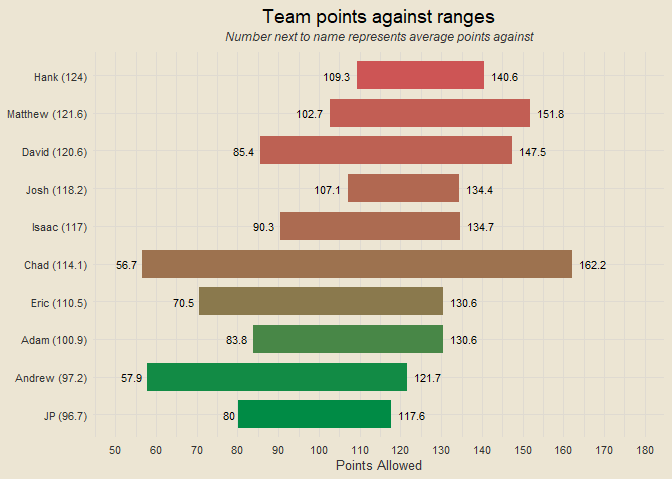 Team points against ranges
Number next to name represents average points against
Hank (124) 109.3 140.6
Matthew (121.6) 102.7 151.8
David (120.6) 85.4 147.5
Josh (118.2) 107.1 134.4
Isaac (117) 90.3 134.7
Chad (114.1) 56.7 162.2
Eric (110.5) 70.5 130.6
Adam (100.9) 83.8 130.6
Andrew (97.2) 57.9 121.7
JP (96.7) 80 117.6
50 60 70 80 90 100 110 120 130 140 150 160 170 180
Points Allowed